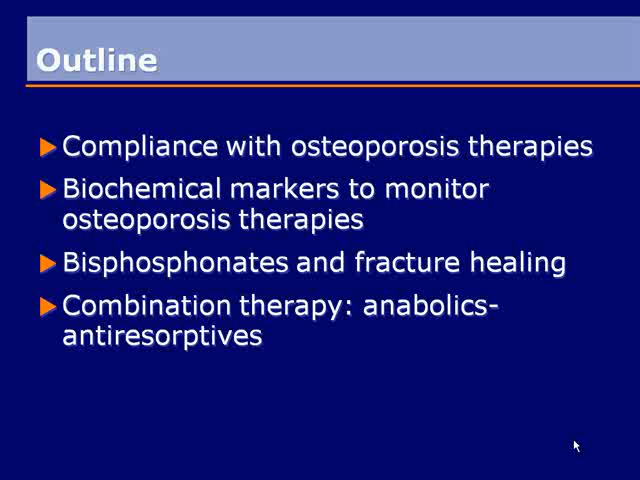 Outline
Compliance with osteoporosis therapies
Biochemical markers to monitor
osteoporosis therapies
Bisphosphonates and fracture healing
Combination therapy: anabolics-
antiresorptives